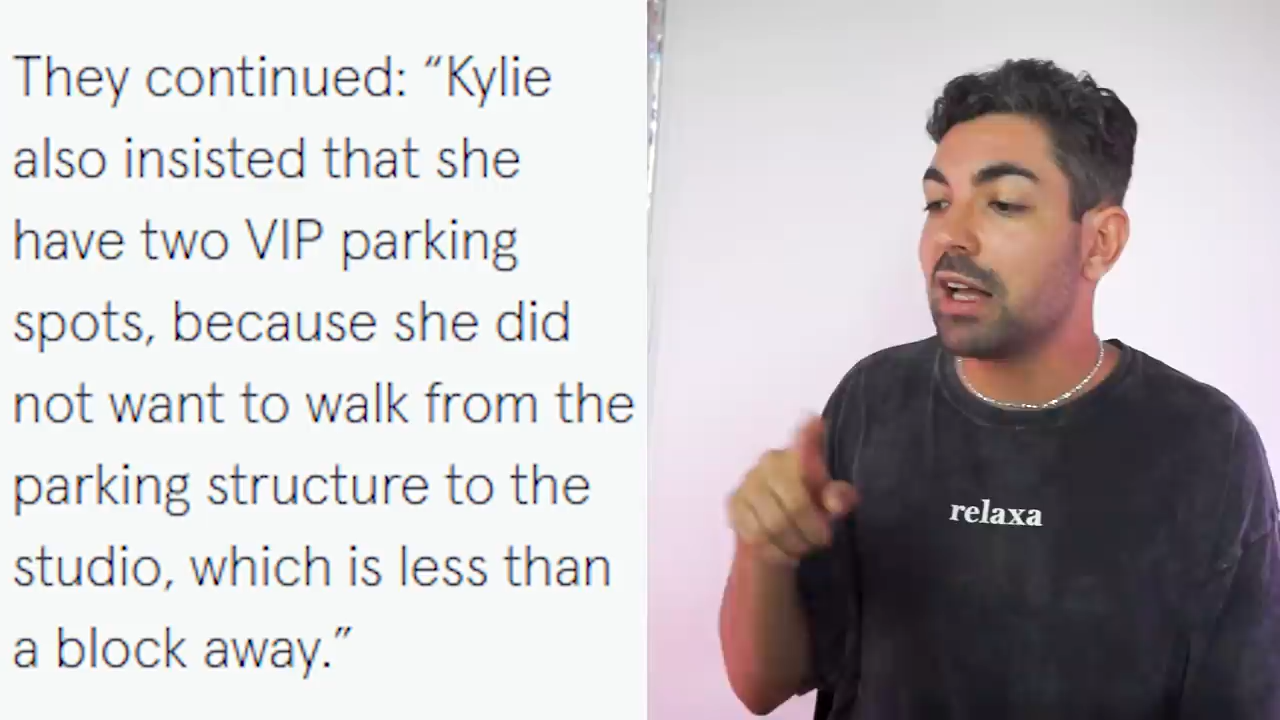 They continued: “Kylie
also insisted that she
have two VIP parking
spots, because she did
not want to walk from the
parking structure to the
studio, which is less than
a block away.”
relaxa